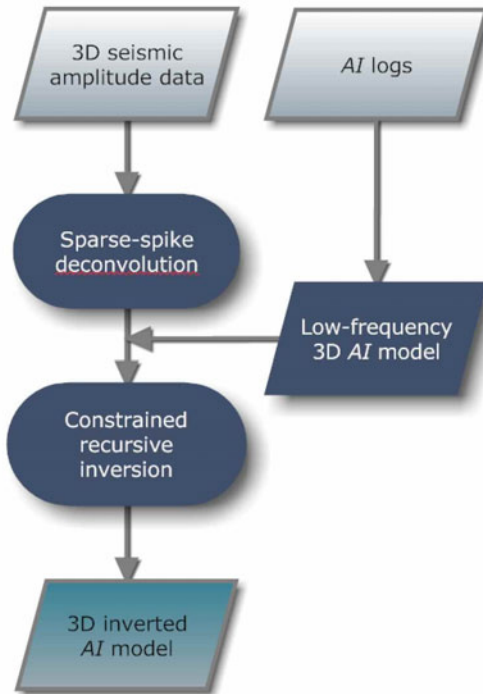 3D seismic
amplitude data
AI logs
Sparse-spike
deconvolution
Low-frequency
3D AI model
Constrained
recursive
inversion
3D inverted
AI model